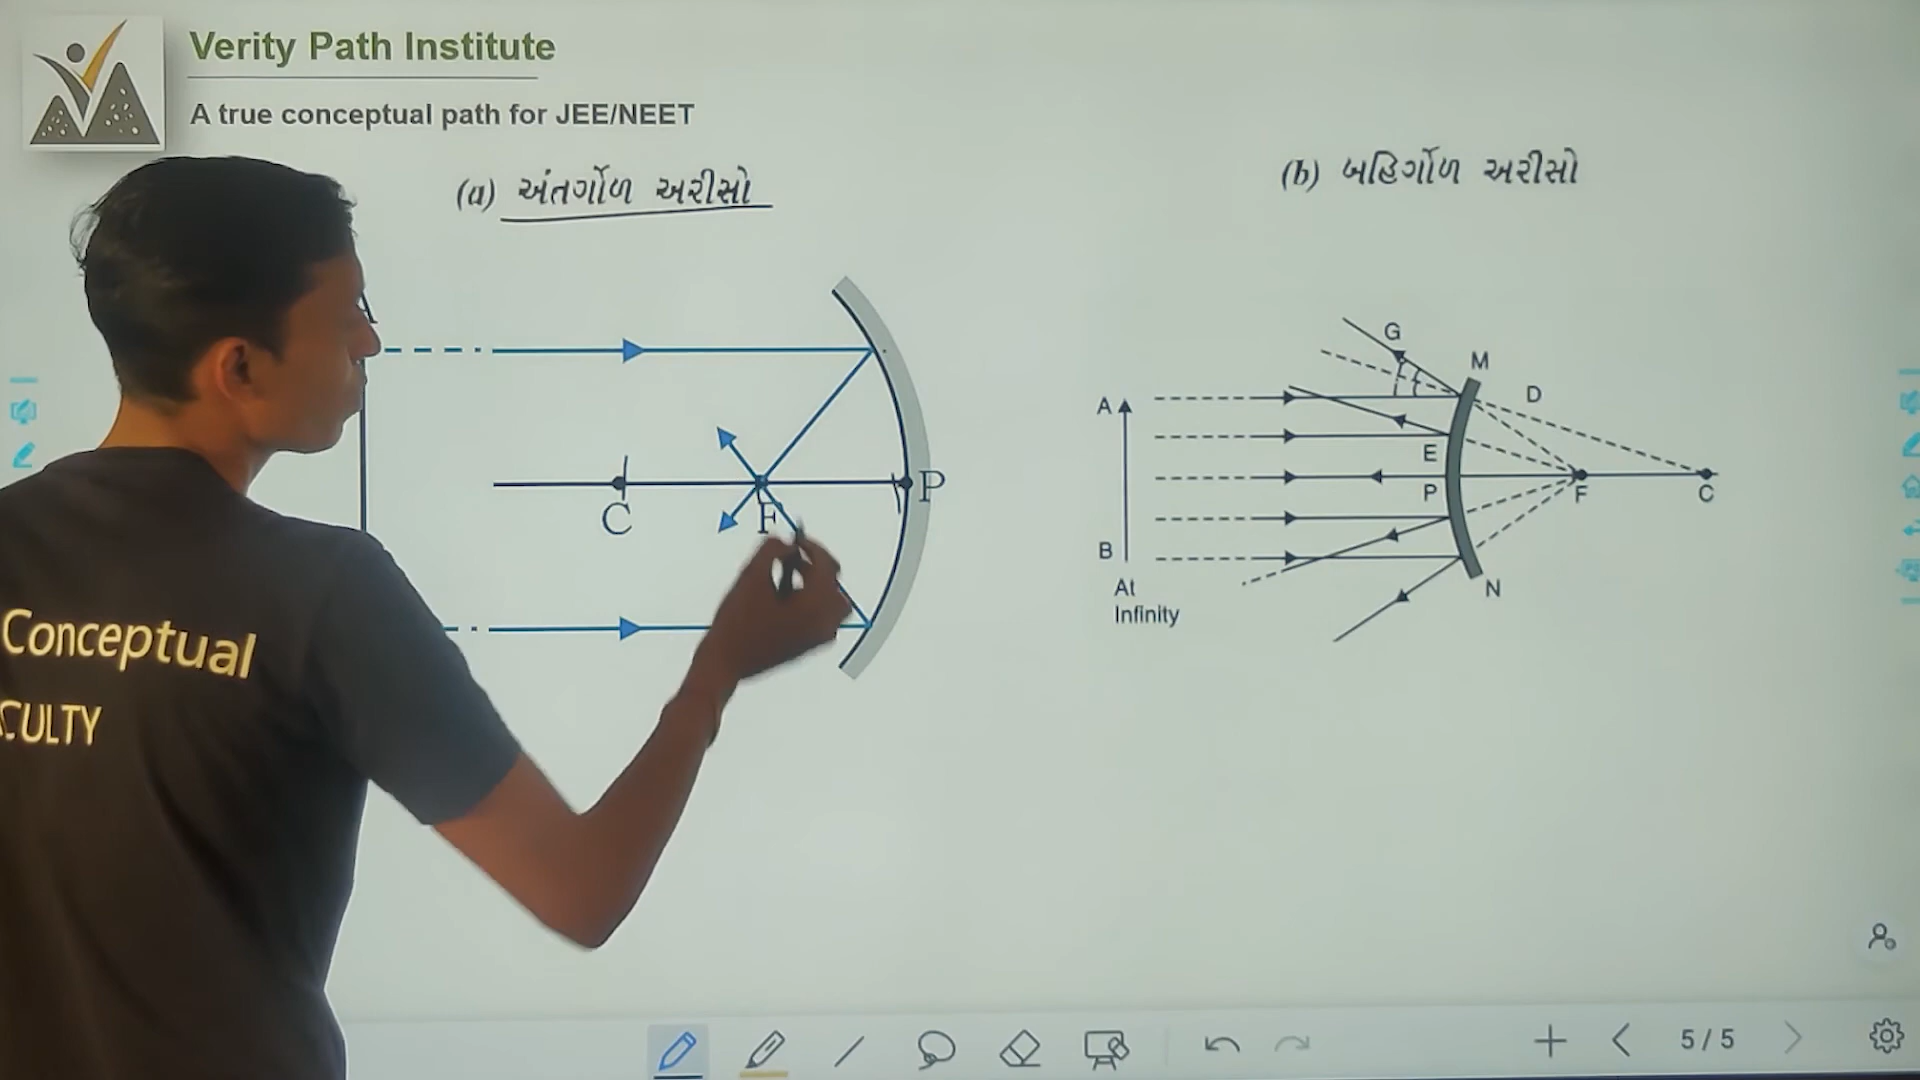 Verity Path Institute
A true conceptual path for JEE/NEET
(a) અંતર્ગોળ અરીસો
(b) બહિર્ગોળ અરીસો
A
C
F
P
G
M
D
A
E
P
F
C
B
N
At
Infinity
Conceptual
CULTY
5 / 5